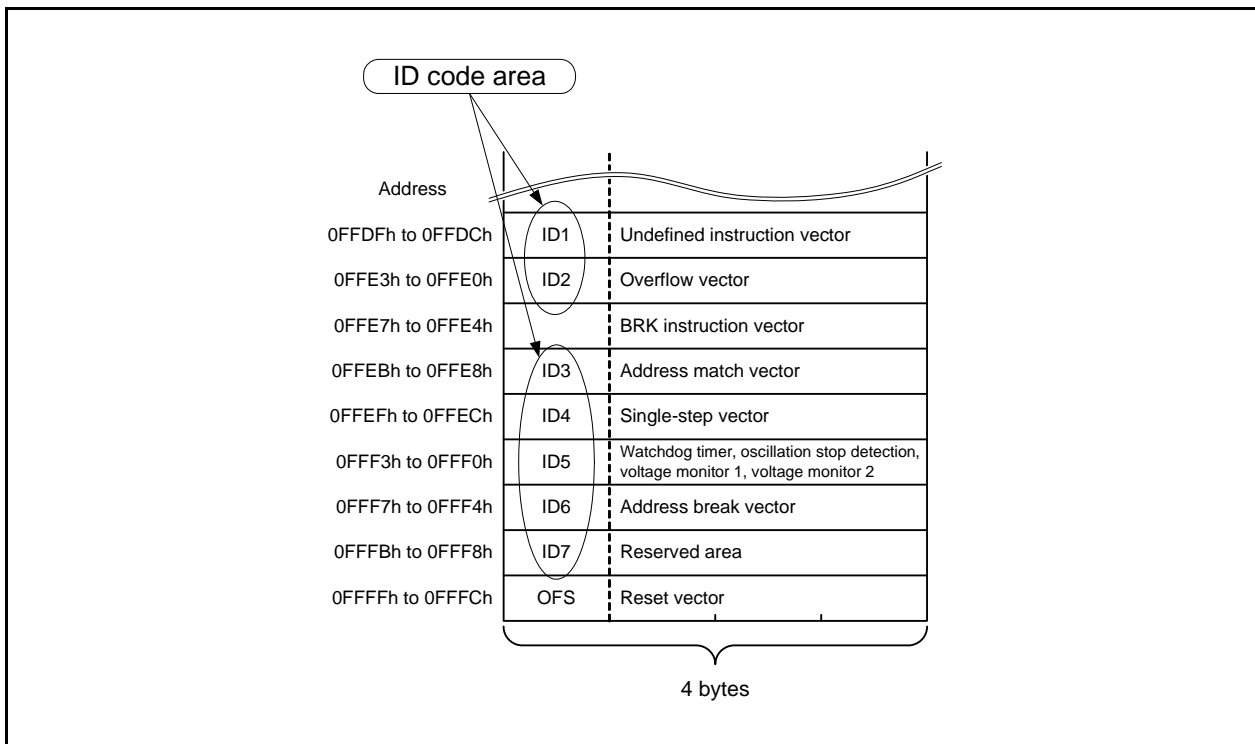 ID code area
Address
0FFDFh to 0FFDCh ID1 Undefined instruction vector
0FFE3h to 0FFE0h ID2 Overflow vector
0FFE7h to 0FFE4h BRK instruction vector
0FFEBh to 0FFE8h ID3 Address match vector
0FFEFh to 0FFECh ID4 Single-step vector
0FFF3h to 0FFF0h ID5 Watchdog timer, oscillation stop detection,
voltage monitor 1, voltage monitor 2
0FFF7h to 0FFF4h ID6 Address break vector
0FFFBh to 0FFF8h ID7 Reserved area
0FFFFh to 0FFFCh OFS Reset vector
4 bytes